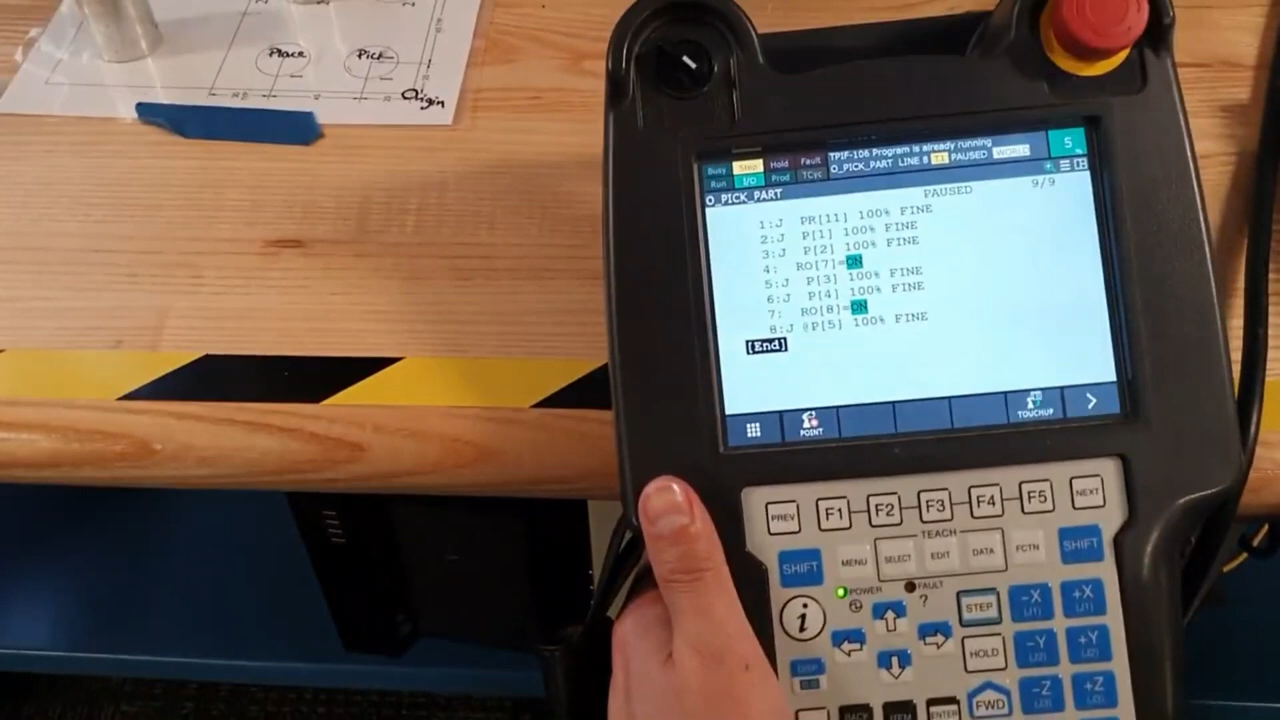 Place
Pick
Origin
Busy
Step
Hold
Fault
Run
I/O
Prod
TCyc
TPIF-106 Program is already running
O_PICK_PART LINE 8 T1 PAUSED WORLD
5
%
O_PICK_PART
PAUSED
9/9
1:J PR[11] 100% FINE
2:J P[1] 100% FINE
3:J P[2] 100% FINE
4: RO[7]=ON
5:J P[3] 100% FINE
6:J P[4] 100% FINE
7: RO[8]=ON
8:J @P[5] 100% FINE
[End]
POINT
TOUCHUP
PREV
F1
F2
F3
F4
F5
NEXT
TEACH
SHIFT
MENU
SELECT
EDIT
DATA
FCTN
SHIFT
POWER
FAULT
i
?
STEP
-X
(J1)
+X
(J1)
HOLD
-Y
(J2)
+Y
(J2)
DISP
FWD
-Z
(J3)
+Z
(J3)
BACK
ITEM
ENTER